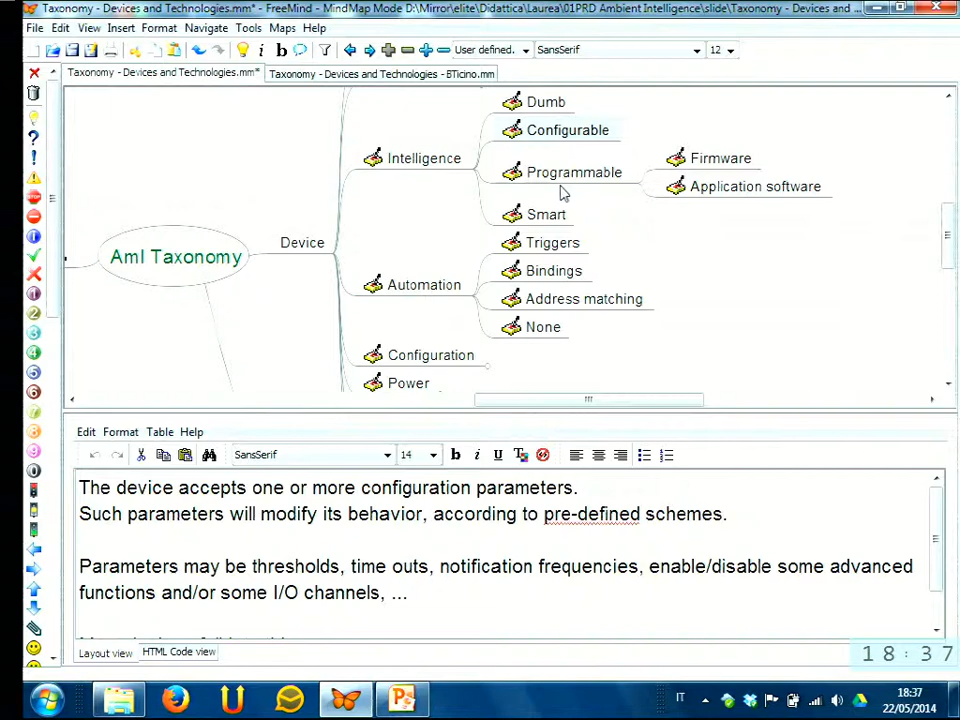 Taxonomy - Devices and Technologies.mm* - FreeMind - MindMap Mode D:\Mirror\elite\Didattica\Laurea\01PRD Ambient Intelligence\slide\Taxonomy - Devices and ...
File Edit View Insert Format Navigate Tools Maps Help
User defined. SansSerif 12
Taxonomy - Devices and Technologies.mm* Taxonomy - Devices and Technologies - BTicino.mm
Dumb
Configurable
Intelligence
Firmware
Programmable
Application software
Smart
Device
Triggers
AmI Taxonomy
Bindings
Automation
Address matching
None
Configuration
Power
Edit Format Table Help
SansSerif 14
The device accepts one or more configuration parameters.
Such parameters will modify its behavior, according to pre-defined schemes.
Parameters may be thresholds, time outs, notification frequencies, enable/disable some advanced
functions and/or some I/O channels, ...
Layout view HTML Code view
18:37
IT
18:37
22/05/2014